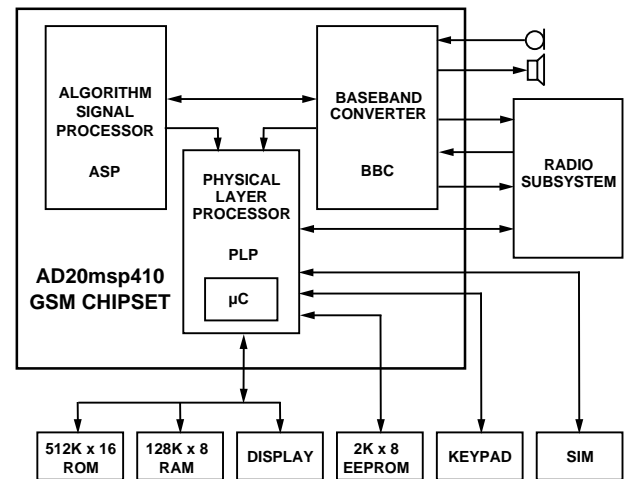 ALGORITHM
SIGNAL
PROCESSOR
ASP
BASEBAND
CONVERTER
BBC
RADIO
SUBSYSTEM
PHYSICAL
LAYER
PROCESSOR
PLP
µC
AD20msp410
GSM CHIPSET
512K x 16
ROM
128K x 8
RAM
DISPLAY
2K x 8
EEPROM
KEYPAD
SIM